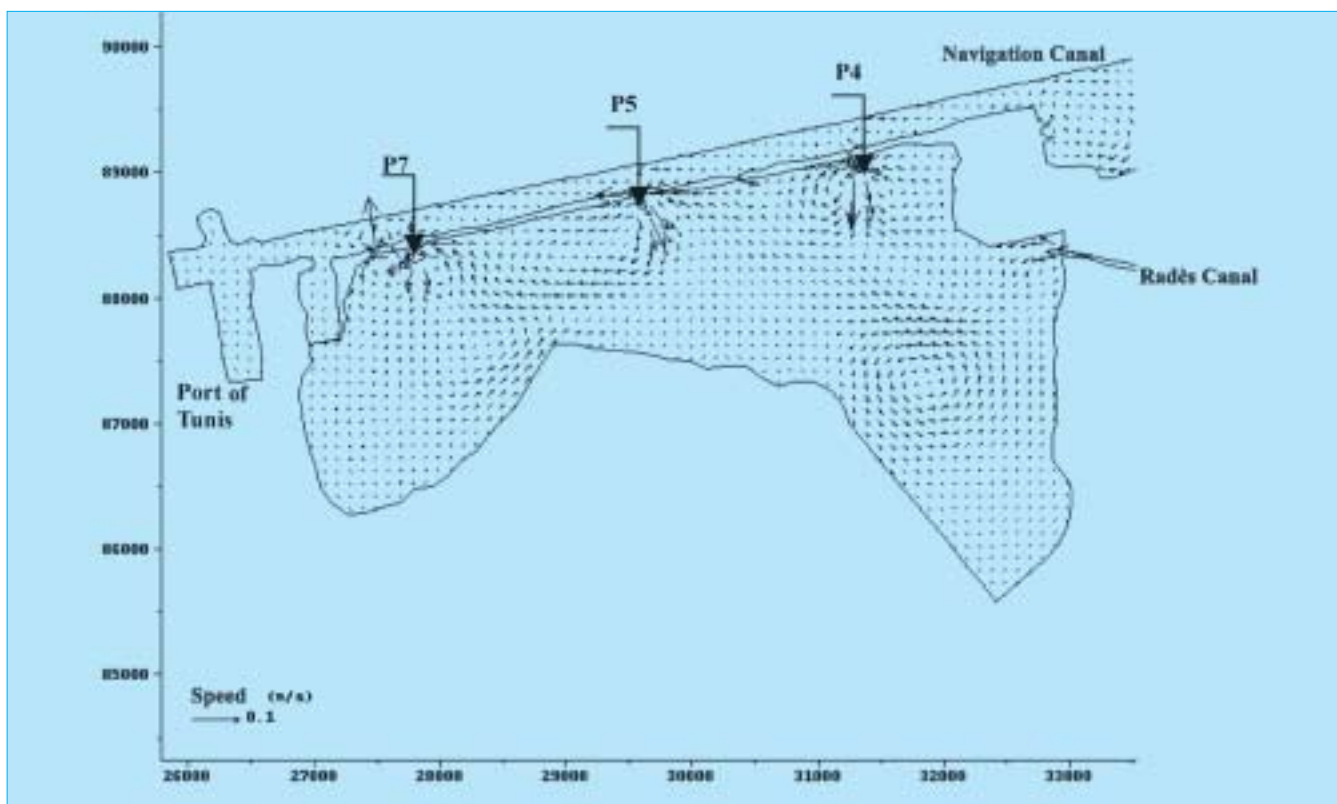 90000
Navigation Canal
P4
P5
P7
89000
88000
Radès Canal
Port of
Tunis
87000
86000
85000
Speed (m/s)
0.1
26000 27000 28000 29000 30000 31000 32000 33000